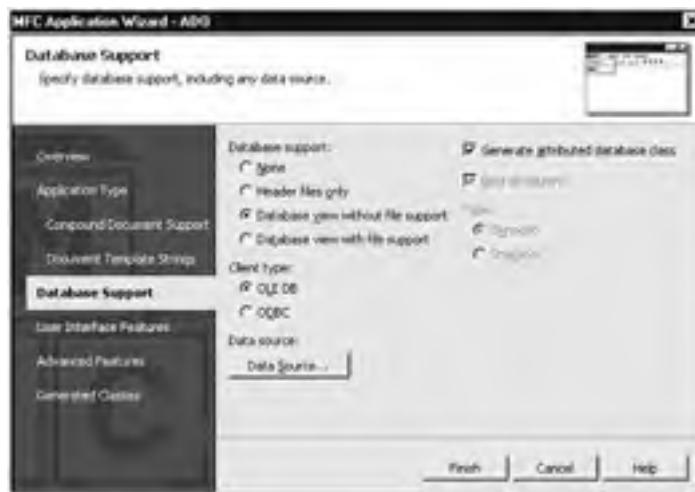 MFC Application Wizard - ADO
Database Support
Specify database support, including any data source.
Overview
Application Type
Compound Document Support
Document Template Strings
Database Support
User Interface Features
Advanced Features
Generated Classes
Database support:
None
Header files only
Database view without file support
Database view with file support
Client type:
OLE DB
ODBC
Data source:
Data Source...
Generate attributed database class
Dynaset
Snapshot
Finish
Cancel
Help